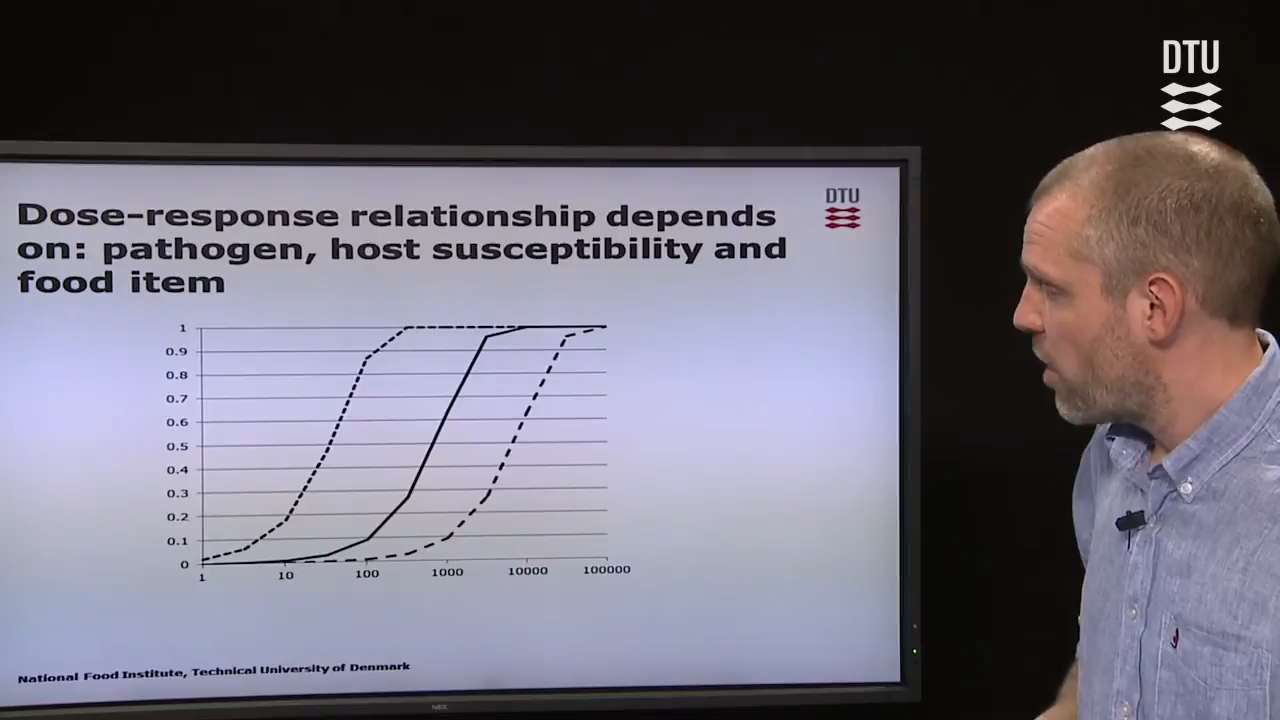 DTU
DTU
Dose-response relationship depends
on: pathogen, host susceptibility and
food item
1
0.9
0.8
0.7
0.6
0.5
0.4
0.3
0.2
0.1
0
1 10 100 1000 10000 100000
National Food Institute, Technical University of Denmark
NEC